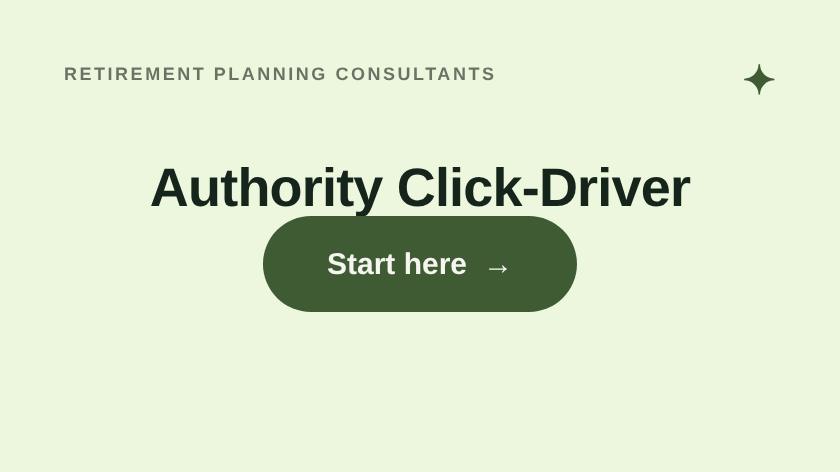 RETIREMENT PLANNING CONSULTANTS
Authority Click-Driver
Start here →